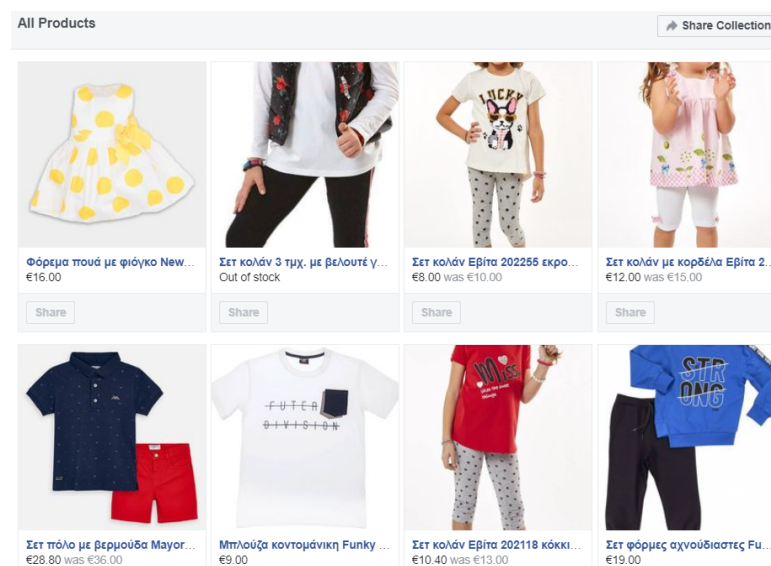 All Products
Share Collection
Φόρεμα πουά με φιόγκο New...
€16.00
Share
Σετ κολάν 3 τμχ. με βελουτέ γ...
Out of stock
Share
LUCKY
Σετ κολάν Εβίτα 202255 εκρο...
€8.00 was €10.00
Share
Σετ κολάν με κορδέλα Εβίτα 2...
€12.00 was €15.00
Share
Σετ πόλο με βερμούδα Mayor...
€28.80 was €36.00
FUTER
DIVISION
Μπλούζα κοντομάνικη Funky ...
€9.00
Miss
Σετ κολάν Εβίτα 202118 κόκκι...
€10.40 was €13.00
STR
ONG
Σετ φόρμες αχνούδιαστες Fu...
€19.00